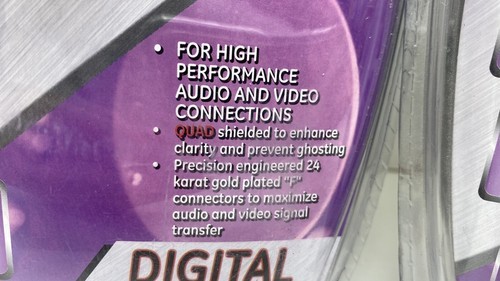 • FOR HIGH
PERFORMANCE
AUDIO AND VIDEO
CONNECTIONS
• QUAD shielded to enhance
clarity and prevent ghosting
• Precision engineered 24
karat gold plated "F"
connectors to maximize
audio and video signal
transfer
DIGITAL